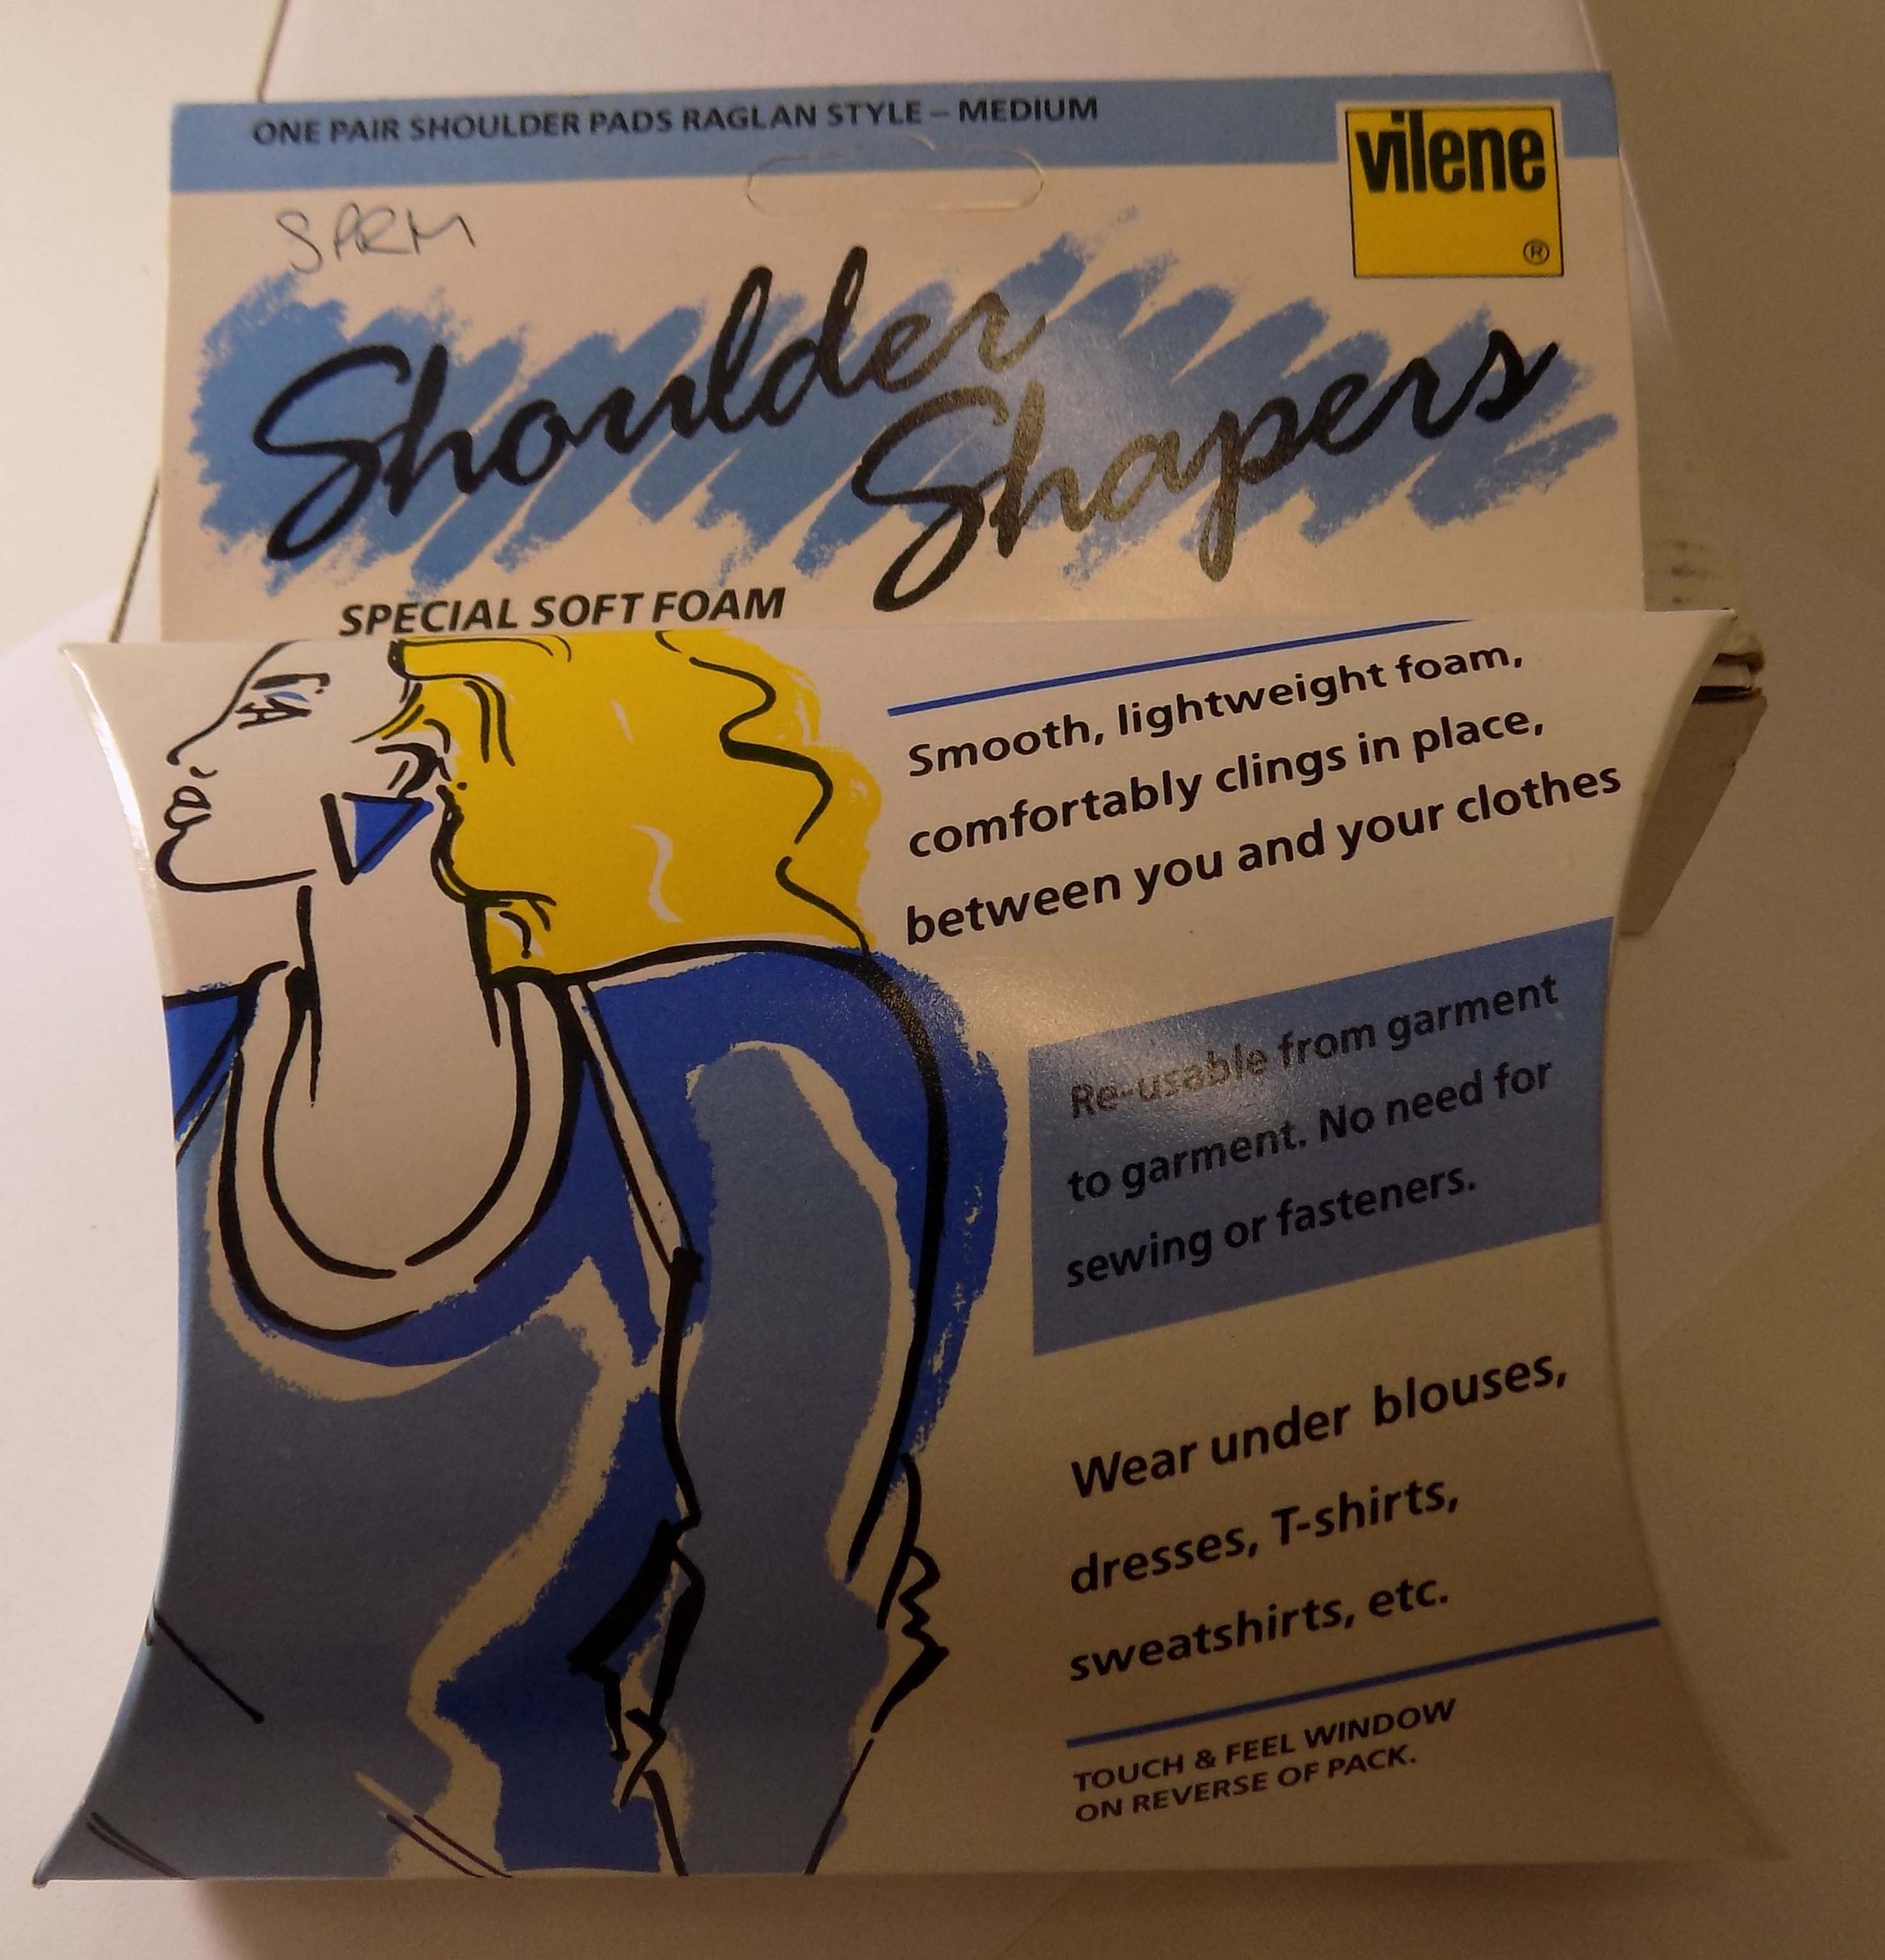 ONE PAIR SHOULDER PADS RAGLAN STYLE – MEDIUM
vilene
®
SPRM
Shoulder
Shapers
SPECIAL SOFT FOAM
Smooth, lightweight foam,
comfortably clings in place,
between you and your clothes
Re-usable from garment
to garment. No need for
sewing or fasteners.
Wear under blouses,
dresses, T-shirts,
sweatshirts, etc.
TOUCH & FEEL WINDOW
ON REVERSE OF PACK.